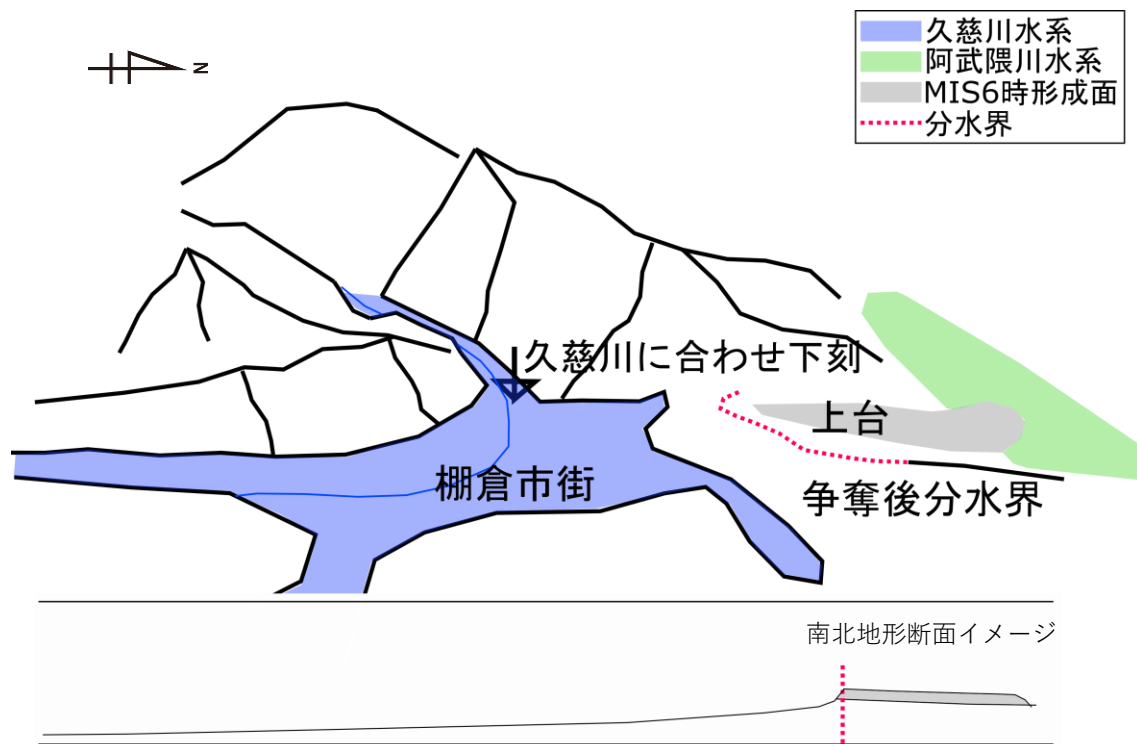 久慈川水系
阿武隈川水系
MIS6時形成面
分水界
N
久慈川に合わせ下刻
上台
棚倉市街
争奪後分水界
南北地形断面イメージ